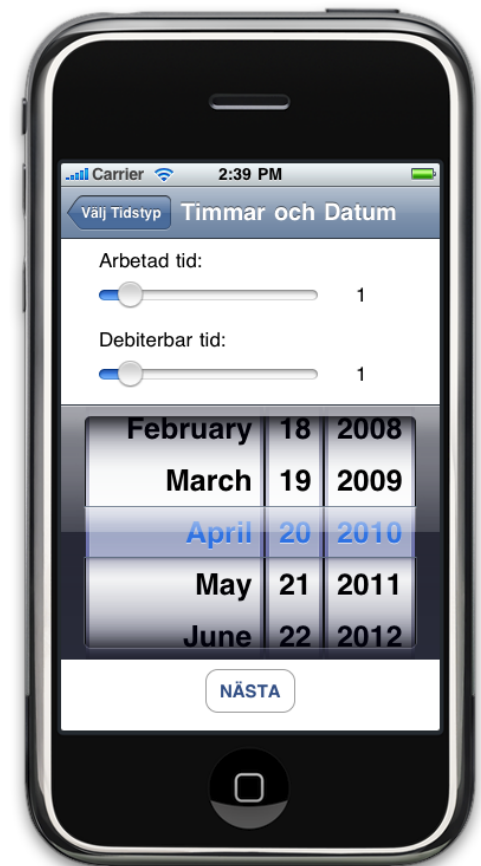 Carrier 2:39 PM
Välj Tidstyp Timmar och Datum
Arbetad tid:
1
Debiterbar tid:
1
February 18 2008
March 19 2009
April 20 2010
May 21 2011
June 22 2012
NÄSTA